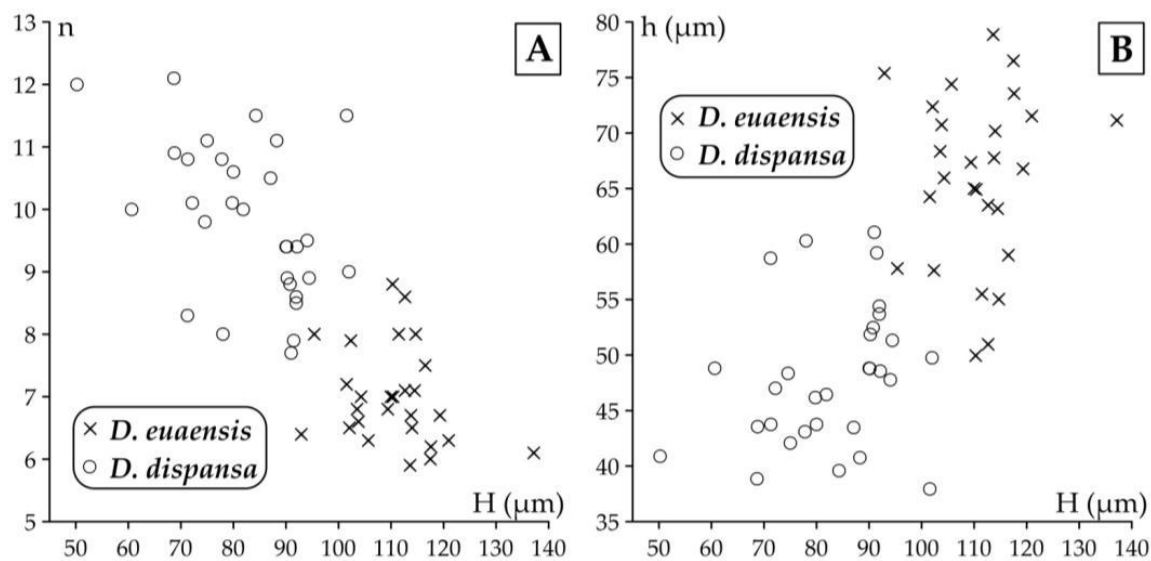 13 n
A
12
11
10
9
8
7
6
5
× D. euaensis
○ D. dispansa
H (µm)
50 60 70 80 90 100 110 120 130 140
80 h (µm)
B
75
70
65
60
55
50
45
40
35
× D. euaensis
○ D. dispansa
H (µm)
50 60 70 80 90 100 110 120 130 140